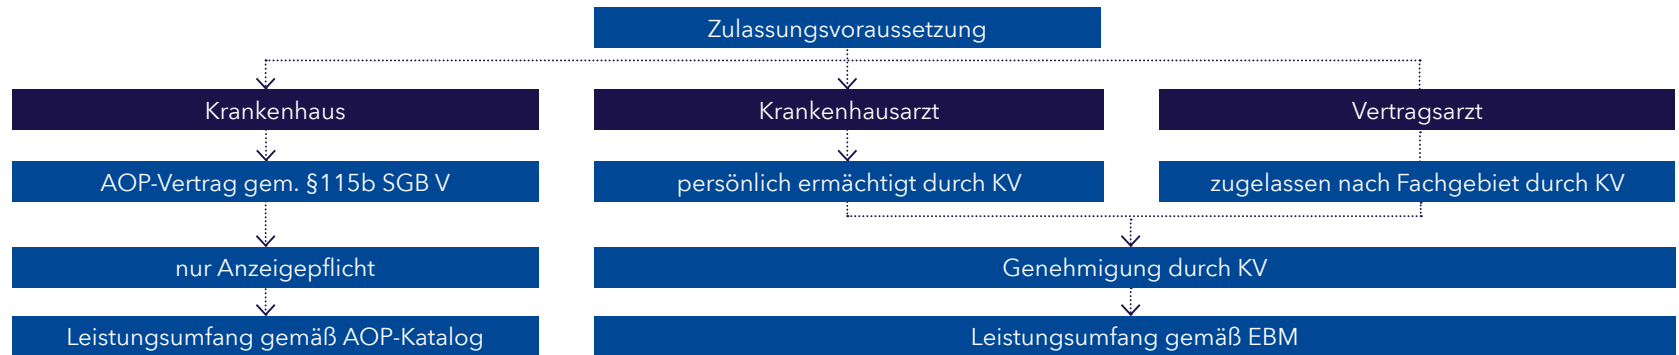 Zulassungsvoraussetzung
Krankenhaus
Krankenhausarzt
Vertragsarzt
AOP-Vertrag gem. §115b SGB V
persönlich ermächtigt durch KV
zugelassen nach Fachgebiet durch KV
nur Anzeigepflicht
Genehmigung durch KV
Leistungsumfang gemäß AOP-Katalog
Leistungsumfang gemäß EBM